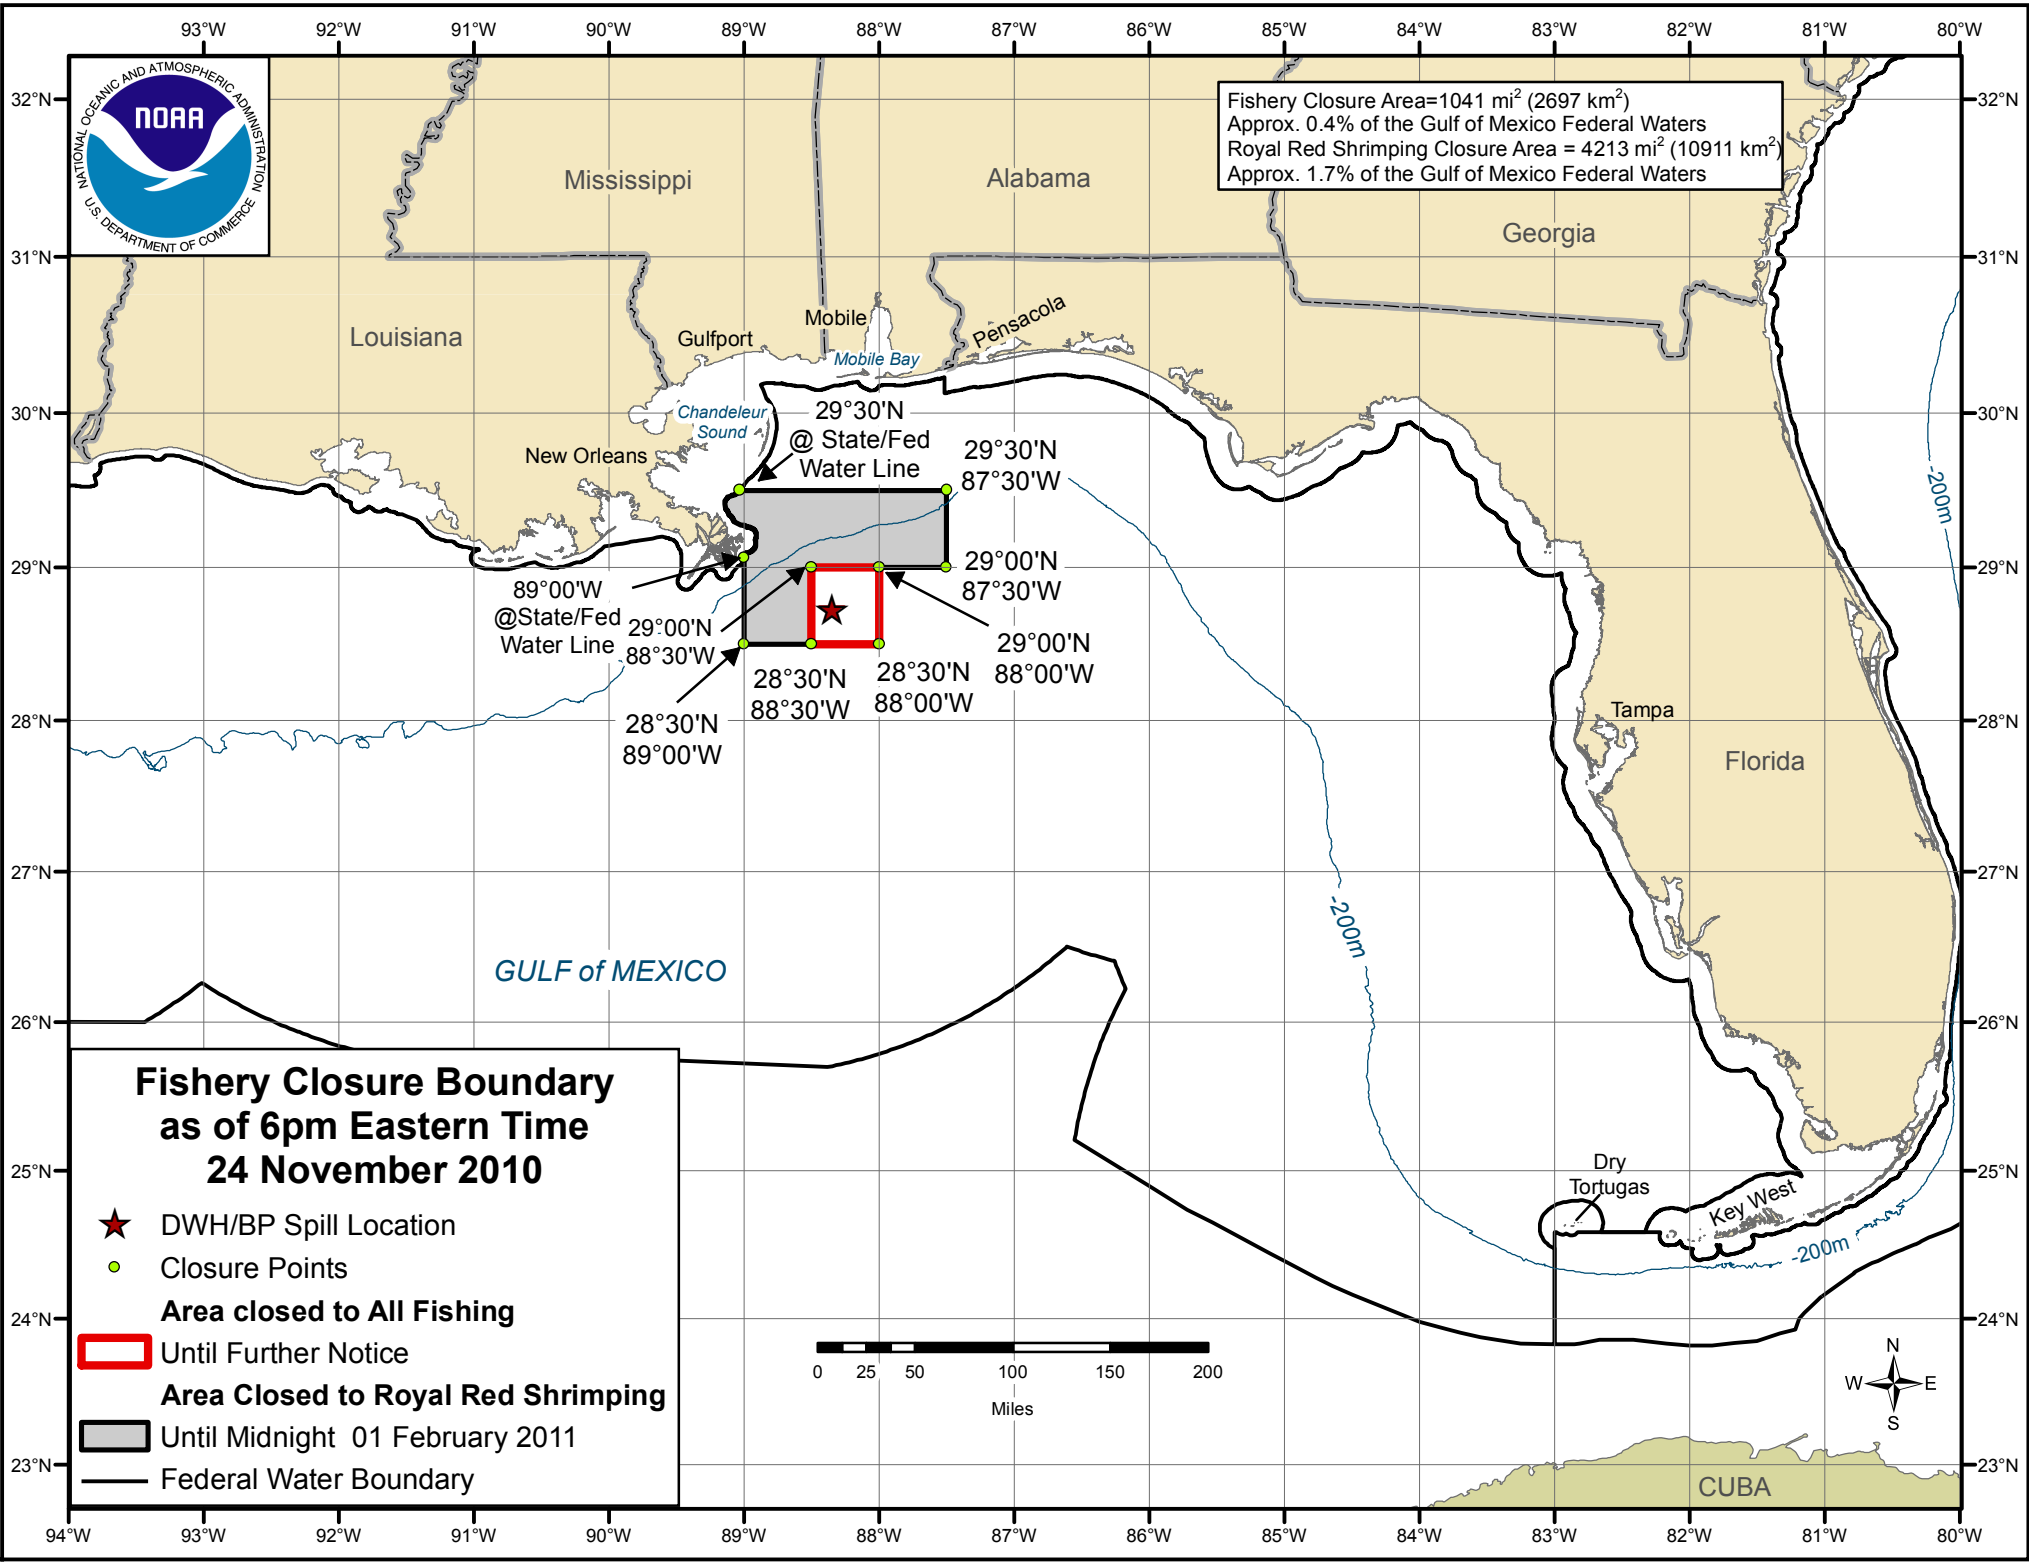 93°W 92°W 91°W 90°W 89°W 88°W 87°W 86°W 85°W 84°W 83°W 82°W 81°W 80°W
NATIONAL OCEANIC AND ATMOSPHERIC ADMINISTRATION
NOAA
U.S. DEPARTMENT OF COMMERCE
Fishery Closure Area=1041 mi² (2697 km²)
Approx. 0.4% of the Gulf of Mexico Federal Waters
Royal Red Shrimping Closure Area = 4213 mi² (10911 km²)
Approx. 1.7% of the Gulf of Mexico Federal Waters
32°N 32°N
Mississippi
Alabama
Georgia
31°N 31°N
Louisiana
Gulfport
Mobile
Pensacola
Mobile Bay
30°N 30°N
Chandeleur
Sound
New Orleans
29°30'N
@ State/Fed
Water Line
29°30'N
87°30'W
-200m
29°N 29°N
29°00'N
87°30'W
89°00'W
@State/Fed
Water Line
29°00'N
88°30'W
29°00'N
88°00'W
28°30'N
88°30'W
28°30'N
88°00'W
28°30'N
89°00'W
28°N 28°N
Tampa
Florida
27°N 27°N
-200m
GULF of MEXICO
26°N 26°N
25°N 25°N
Dry
Tortugas
Key West
-200m
24°N 24°N
Fishery Closure Boundary
as of 6pm Eastern Time
24 November 2010
DWH/BP Spill Location
Closure Points
Area closed to All Fishing
Until Further Notice
Area Closed to Royal Red Shrimping
Until Midnight 01 February 2011
Federal Water Boundary
0 25 50 100 150 200
Miles
N
W E
S
23°N 23°N
CUBA
94°W 93°W 92°W 91°W 90°W 89°W 88°W 87°W 86°W 85°W 84°W 83°W 82°W 81°W 80°W